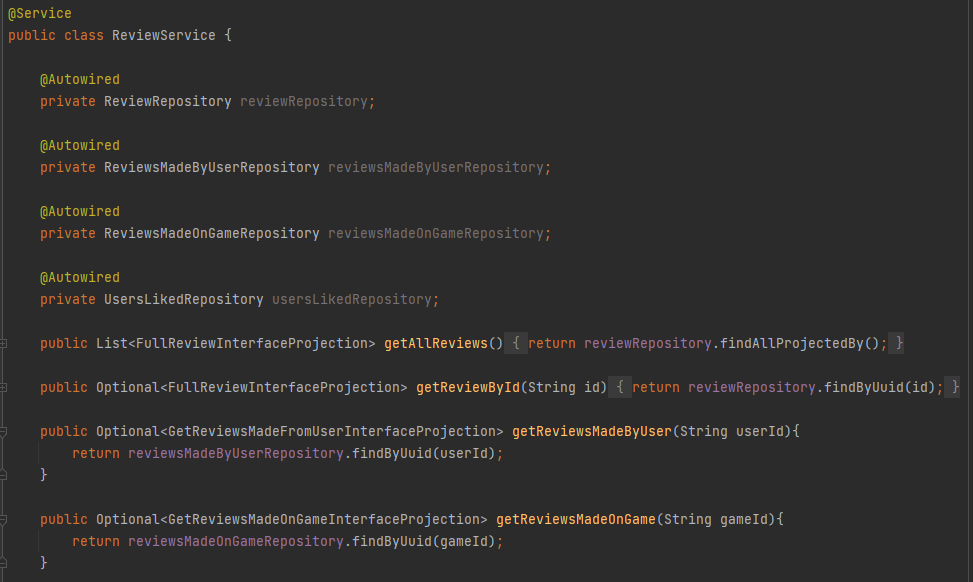 @Service
public class ReviewService {
@Autowired
private ReviewRepository reviewRepository;
@Autowired
private ReviewsMadeByUserRepository reviewsMadeByUserRepository;
@Autowired
private ReviewsMadeOnGameRepository reviewsMadeOnGameRepository;
@Autowired
private UsersLikedRepository usersLikedRepository;
public List<FullReviewInterfaceProjection> getAllReviews() { return reviewRepository.findAllProjectedBy(); }
public Optional<FullReviewInterfaceProjection> getReviewById(String id) { return reviewRepository.findByUuid(id); }
public Optional<GetReviewsMadeFromUserInterfaceProjection> getReviewsMadeByUser(String userId){
return reviewsMadeByUserRepository.findByUuid(userId);
}
public Optional<GetReviewsMadeOnGameInterfaceProjection> getReviewsMadeOnGame(String gameId){
return reviewsMadeOnGameRepository.findByUuid(gameId);
}